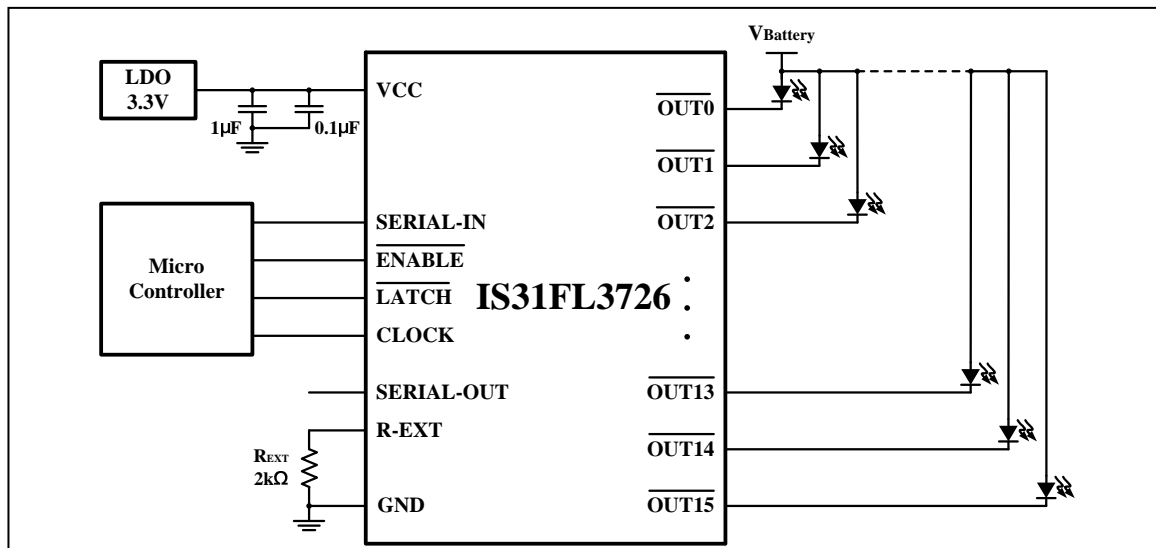 VBattery
LDO
3.3V
VCC
1μF
0.1μF
OUT0
OUT1
SERIAL-IN
OUT2
ENABLE
Micro
Controller
LATCH
IS31FL3726
CLOCK
SERIAL-OUT
OUT13
R-EXT
OUT14
REXT
2kΩ
GND
OUT15